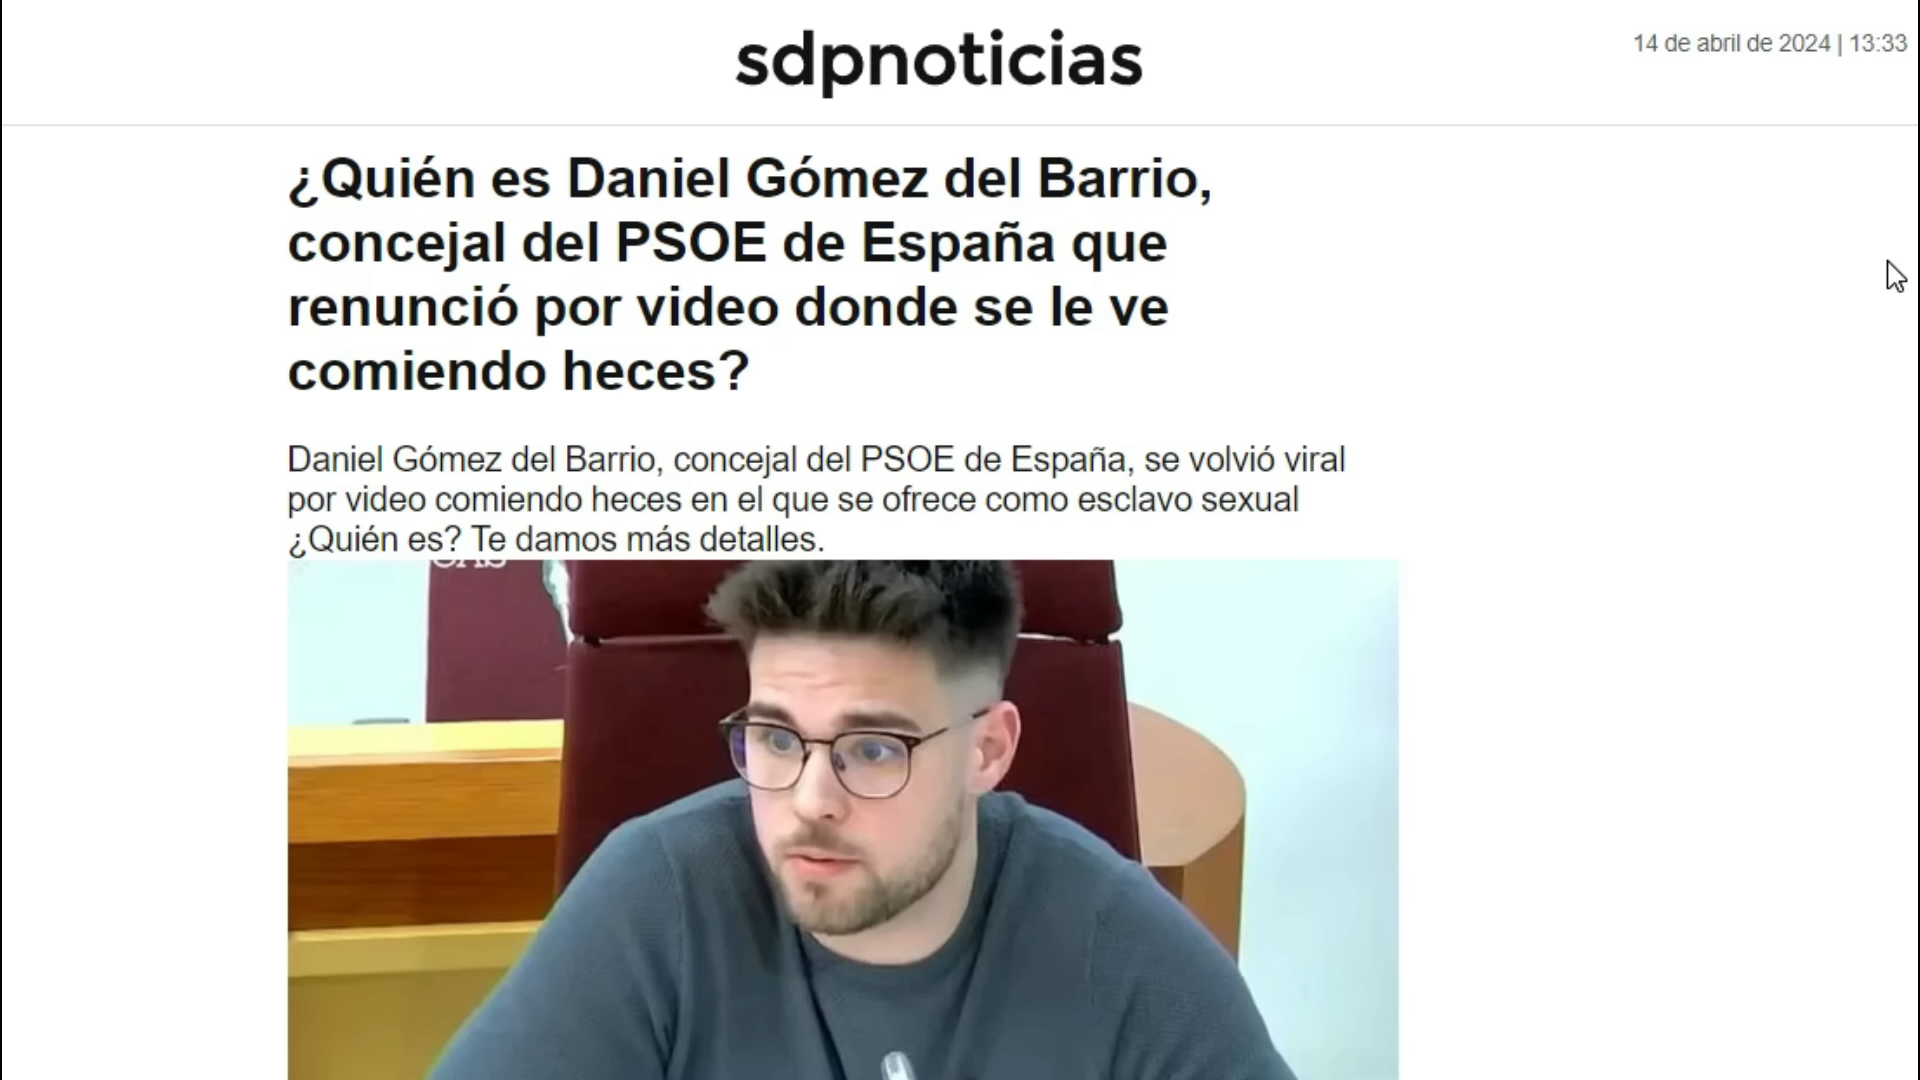 sdpnoticias
14 de abril de 2024 | 13:33
¿Quién es Daniel Gómez del Barrio,
concejal del PSOE de España que
renunció por video donde se le ve
comiendo heces?
Daniel Gómez del Barrio, concejal del PSOE de España, se volvió viral
por video comiendo heces en el que se ofrece como esclavo sexual
¿Quién es? Te damos más detalles.